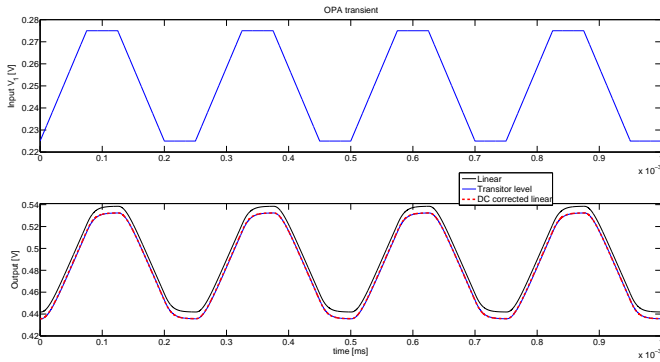 OPA transient
0.28
0.27
0.26
0.25
0.24
0.23
0.22
Input V1 [V]
0 0.1 0.2 0.3 0.4 0.5 0.6 0.7 0.8 0.9
x 10-3
Linear
Transitor level
DC corrected linear
0.54
0.52
0.5
0.48
0.46
0.44
0.42
Output [V]
0 0.1 0.2 0.3 0.4 0.5 0.6 0.7 0.8 0.9
time [ms]
x 10-3